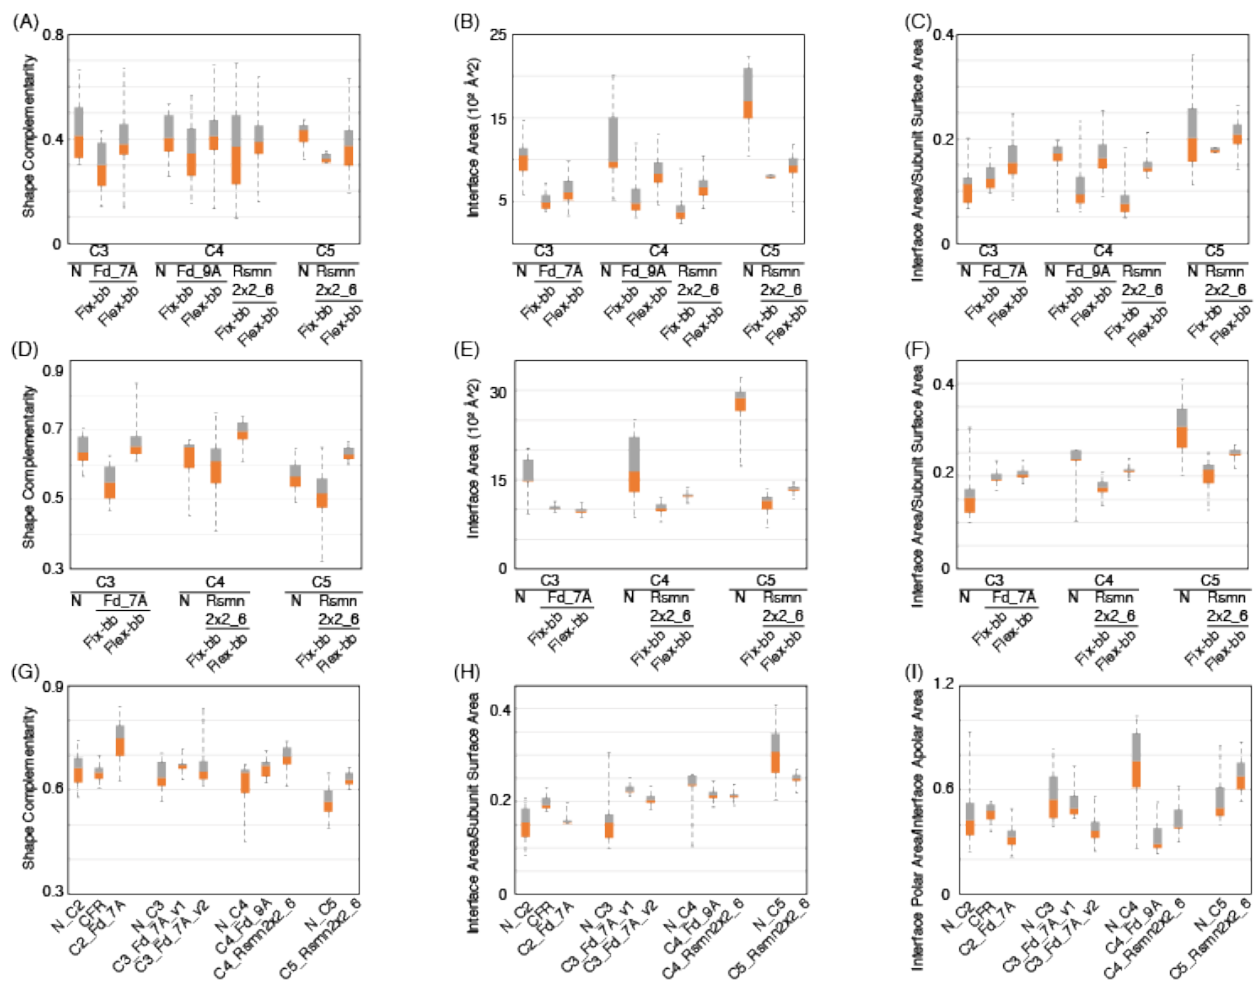 (A)
Shape Complementarity
0.8
0.4
0
C3 C4 C5
N Fd_7A N Fd_9A Rsmn N Rsmn
2x2_6 2x2_6
Fix-bb Flex-bb Fix-bb Flex-bb Fix-bb Flex-bb Fix-bb Flex-bb
(B)
Interface Area (10² Å^2)
25
15
5
C3 C4 C5
N Fd_7A N Fd_9A Rsmn N Rsmn
2x2_6 2x2_6
Fix-bb Flex-bb Fix-bb Flex-bb Fix-bb Flex-bb Fix-bb Flex-bb
(C)
Interface Area/Subunit Surface Area
0.4
0.2
0
C3 C4 C5
N Fd_7A N Fd_9A Rsmn N Rsmn
2x2_6 2x2_6
Fix-bb Flex-bb Fix-bb Flex-bb Fix-bb Flex-bb Fix-bb Flex-bb
(D)
Shape Complementarity
0.9
0.7
0.5
0.3
C3 C4 C5
N Fd_7A N Rsmn N Rsmn
2x2_6 2x2_6
Fix-bb Flex-bb Fix-bb Flex-bb Fix-bb Flex-bb
(E)
Interface Area (10² Å^2)
30
15
0
C3 C4 C5
N Fd_7A N Rsmn N Rsmn
2x2_6 2x2_6
Fix-bb Flex-bb Fix-bb Flex-bb Fix-bb Flex-bb
(F)
Interface Area/Subunit Surface Area
0.4
0.2
0
C3 C4 C5
N Fd_7A N Rsmn N Rsmn
2x2_6 2x2_6
Fix-bb Flex-bb Fix-bb Flex-bb Fix-bb Flex-bb
(G)
Shape Complementarity
0.9
0.6
0.3
N_C2
CFR
C2_Fd_7A
N_C3
C3_Fd_7A_v1
C3_Fd_7A_v2
N_C4
C4_Fd_9A
C4_Rsmn2x2_6
N_C5
C5_Rsmn2x2_6
(H)
Interface Area/Subunit Surface Area
0.4
0.2
0
N_C2
CFR
C2_Fd_7A
N_C3
C3_Fd_7A_v1
C3_Fd_7A_v2
N_C4
C4_Fd_9A
C4_Rsmn2x2_6
N_C5
C5_Rsmn2x2_6
(I)
Interface Polar Area/Interface Apolar Area
1.2
0.6
0
N_C2
CFR
C2_Fd_7A
N_C3
C3_Fd_7A_v1
C3_Fd_7A_v2
N_C4
C4_Fd_9A
C4_Rsmn2x2_6
N_C5
C5_Rsmn2x2_6